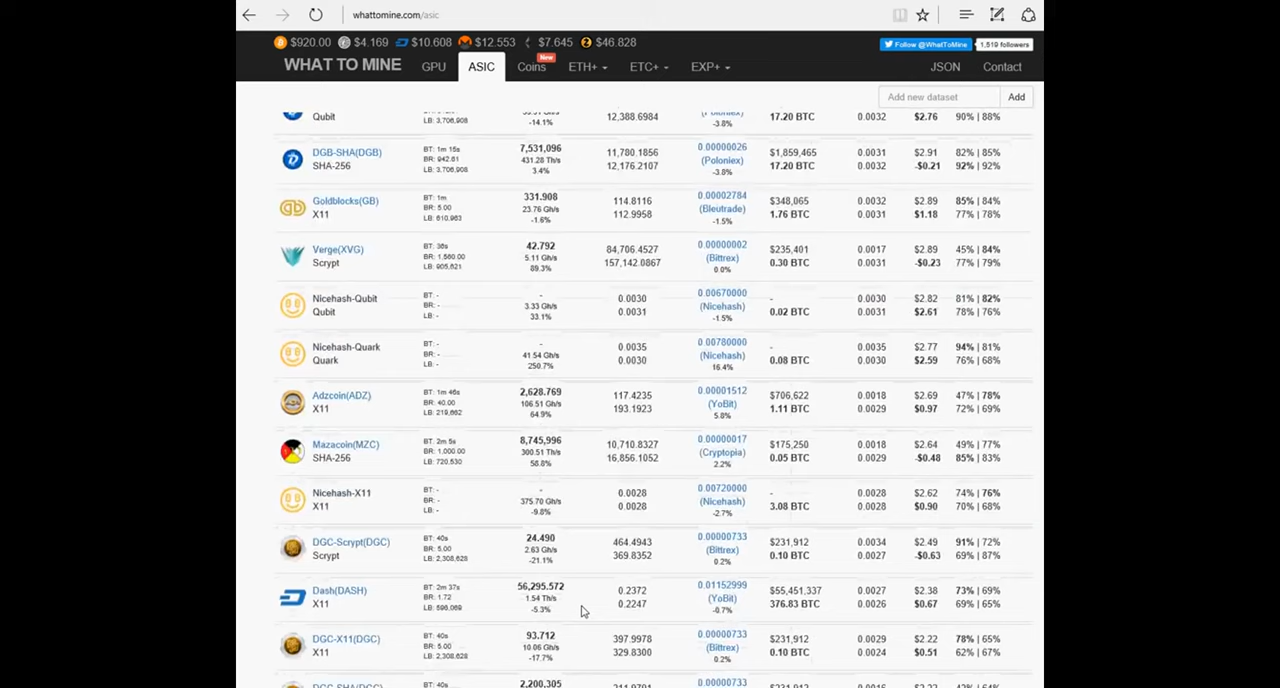 whattomine.com/asic
$920.00 $4.169 $10.608 $12.553 $7.645 $46.828
Follow @WhatToMine 1,519 followers
WHAT TO MINE GPU ASIC Coins New ETH+ ETC+ EXP+ JSON Contact
Add new dataset Add
Qubit -14.1% LB: 3,706,908 12,388.6984 (Poloniex) -3.8% 17.20 BTC 0.0032 $2.76 90% | 88%
DGB-SHA(DGB) BT: 1m 15s 7,531,096 11,780.1856 0.00000026 $1,859,465 0.0031 $2.91 82% | 85%
SHA-256 BR: 942.61 431.28 Th/s 12,176.2107 (Poloniex) 17.20 BTC 0.0032 -$0.21 92% | 92%
LB: 3,706,908 3.4% -3.8%
Goldblocks(GB) BT: 1m 331.908 114.8116 0.00002784 $348,065 0.0032 $2.89 85% | 84%
X11 BR: 5.00 23.76 Gh/s 112.9958 (Bleutrade) 1.76 BTC 0.0031 $1.18 77% | 78%
LB: 610,963 -1.6% -1.5%
Verge(XVG) BT: 36s 42.792 84,706.4527 0.00000002 $235,401 0.0017 $2.89 45% | 84%
Scrypt BR: 1,560.00 5.11 Gh/s 157,142.0867 (Bittrex) 0.30 BTC 0.0031 -$0.23 77% | 79%
LB: 905,821 89.3% 0.0%
Nicehash-Qubit BT: - - 0.0030 0.00670000 - 0.0030 $2.82 81% | 82%
Qubit BR: - 3.33 Gh/s 0.0031 (Nicehash) 0.02 BTC 0.0031 $2.61 78% | 76%
LB: - 33.1% -1.5%
Nicehash-Quark BT: - - 0.0035 0.00780000 - 0.0035 $2.77 94% | 81%
Quark BR: - 41.54 Gh/s 0.0030 (Nicehash) 0.08 BTC 0.0030 $2.59 76% | 68%
LB: - 250.7% 16.4%
Adzcoin(ADZ) BT: 1m 46s 2,628.769 117.4235 0.00001512 $706,622 0.0018 $2.69 47% | 78%
X11 BR: 40.00 106.51 Gh/s 193.1923 (YoBit) 1.11 BTC 0.0029 $0.97 72% | 69%
LB: 219,662 64.9% 5.8%
Mazacoin(MZC) BT: 2m 5s 8,745,996 10,710.8327 0.00000017 $175,250 0.0018 $2.64 49% | 77%
SHA-256 BR: 1,000.00 300.51 Th/s 16,856.1052 (Cryptopia) 0.05 BTC 0.0029 -$0.48 85% | 83%
LB: 720,530 58.8% 2.2%
Nicehash-X11 BT: - - 0.0028 0.00720000 - 0.0028 $2.62 74% | 76%
X11 BR: - 375.70 Gh/s 0.0028 (Nicehash) 3.08 BTC 0.0028 $0.90 70% | 68%
LB: - -9.8% -2.7%
DGC-Scrypt(DGC) BT: 40s 24.490 464.4943 0.00000733 $231,912 0.0034 $2.49 91% | 72%
Scrypt BR: 5.00 2.63 Gh/s 369.8352 (Bittrex) 0.10 BTC 0.0027 -$0.63 69% | 87%
LB: 2,308,628 -21.1% 0.2%
Dash(DASH) BT: 2m 37s 56,295.572 0.2372 0.01152999 $55,451,337 0.0027 $2.38 73% | 69%
X11 BR: 1.72 1.54 Th/s 0.2247 (YoBit) 376.83 BTC 0.0026 $0.67 69% | 65%
LB: 596,069 -5.3% -0.7%
DGC-X11(DGC) BT: 40s 93.712 397.9978 0.00000733 $231,912 0.0029 $2.22 78% | 65%
X11 BR: 5.00 10.06 Gh/s 329.8300 (Bittrex) 0.10 BTC 0.0024 $0.51 62% | 67%
LB: 2,308,628 -17.7% 0.2%
DGC-SHA(DGC) BT: 40s 2,200.305 0.00000733